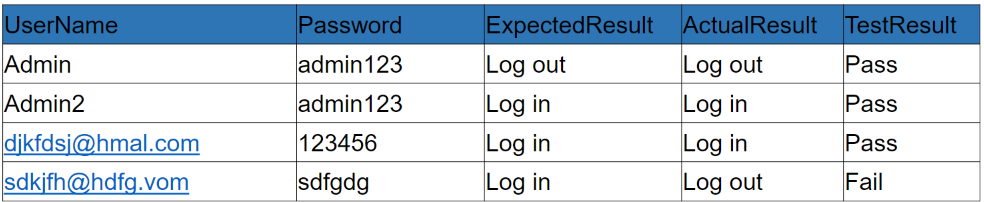 UserName Password ExpectedResult ActualResult TestResult
Admin admin123 Log out Log out Pass
Admin2 admin123 Log in Log in Pass
djkfdsj@hmal.com 123456 Log in Log in Pass
sdkjfh@hdfg.vom sdfgdg Log in Log out Fail